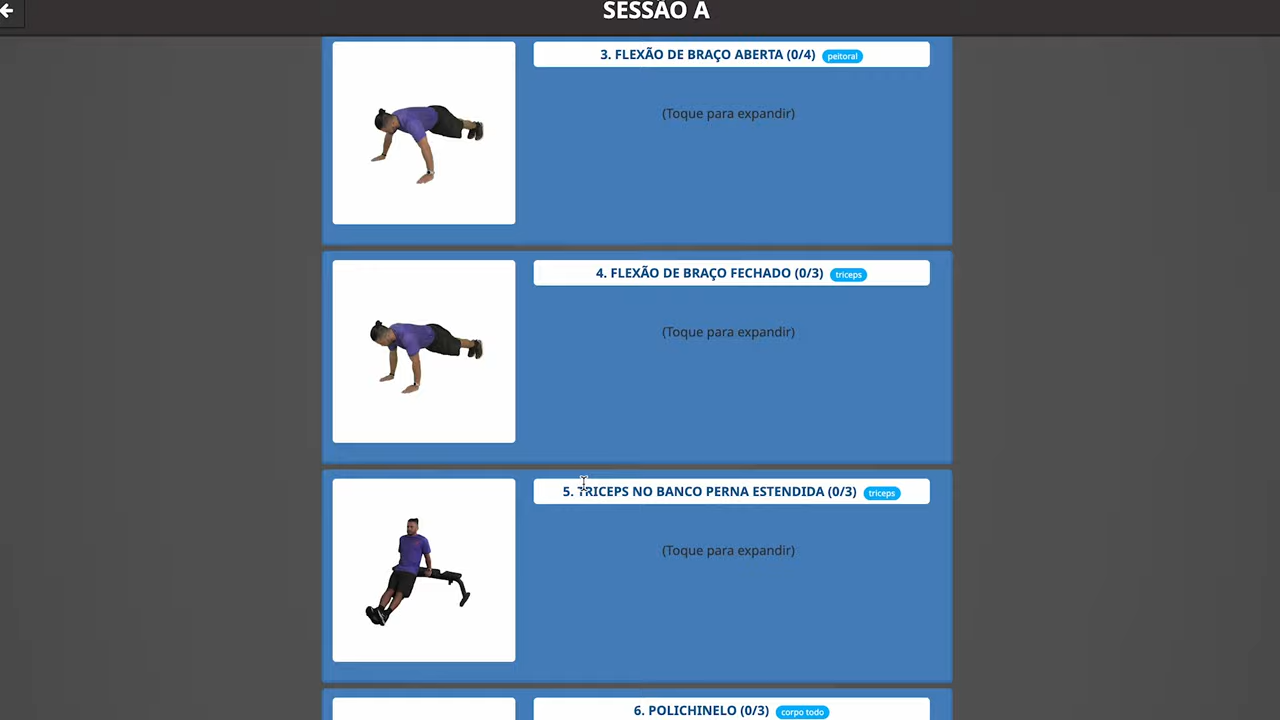 SESSÃO A
3. FLEXÃO DE BRAÇO ABERTA (0/4) peitoral
(Toque para expandir)
4. FLEXÃO DE BRAÇO FECHADO (0/3) triceps
(Toque para expandir)
5. TRICEPS NO BANCO PERNA ESTENDIDA (0/3) triceps
(Toque para expandir)
6. POLICHINELO (0/3) corpo todo